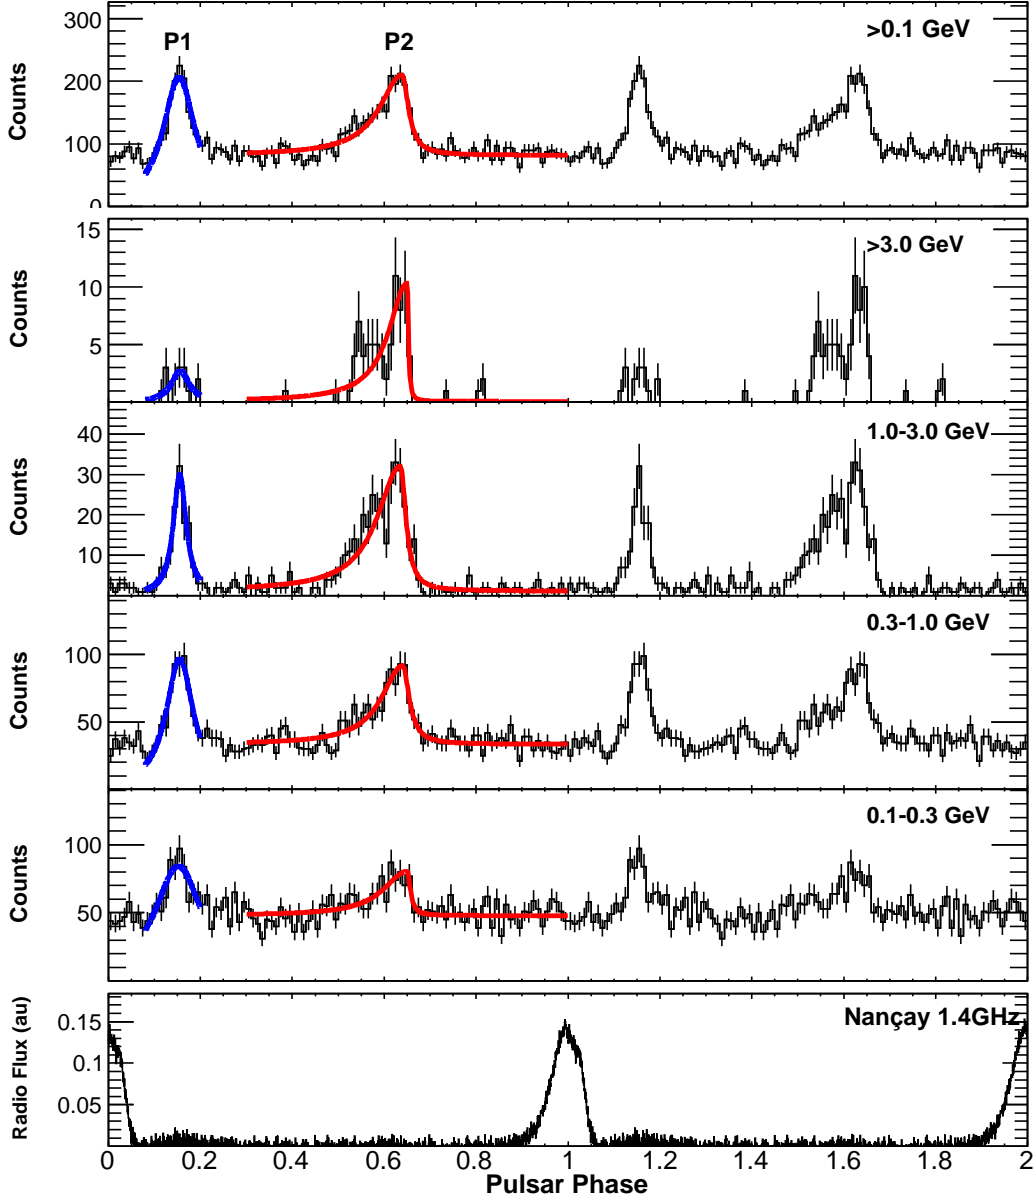 300
200
100
0
Counts
P1
P2
>0.1 GeV
15
10
5
Counts
>3.0 GeV
40
30
20
10
Counts
1.0-3.0 GeV
100
50
Counts
0.3-1.0 GeV
100
50
Counts
0.1-0.3 GeV
0.15
0.1
0.05
Radio Flux (au)
Nançay 1.4GHz
0 0.2 0.4 0.6 0.8 1 1.2 1.4 1.6 1.8 2
Pulsar Phase